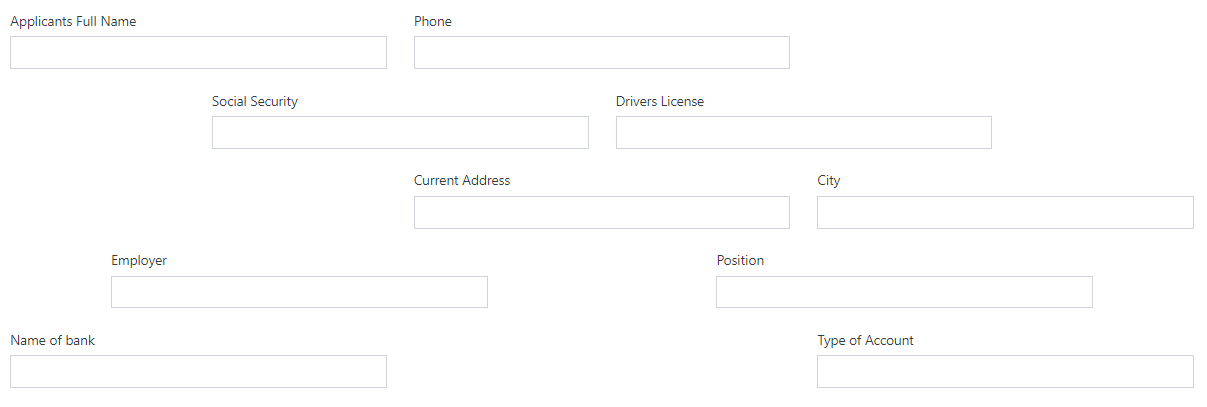 Applicants Full Name
Phone
Social Security
Drivers License
Current Address
City
Employer
Position
Name of bank
Type of Account